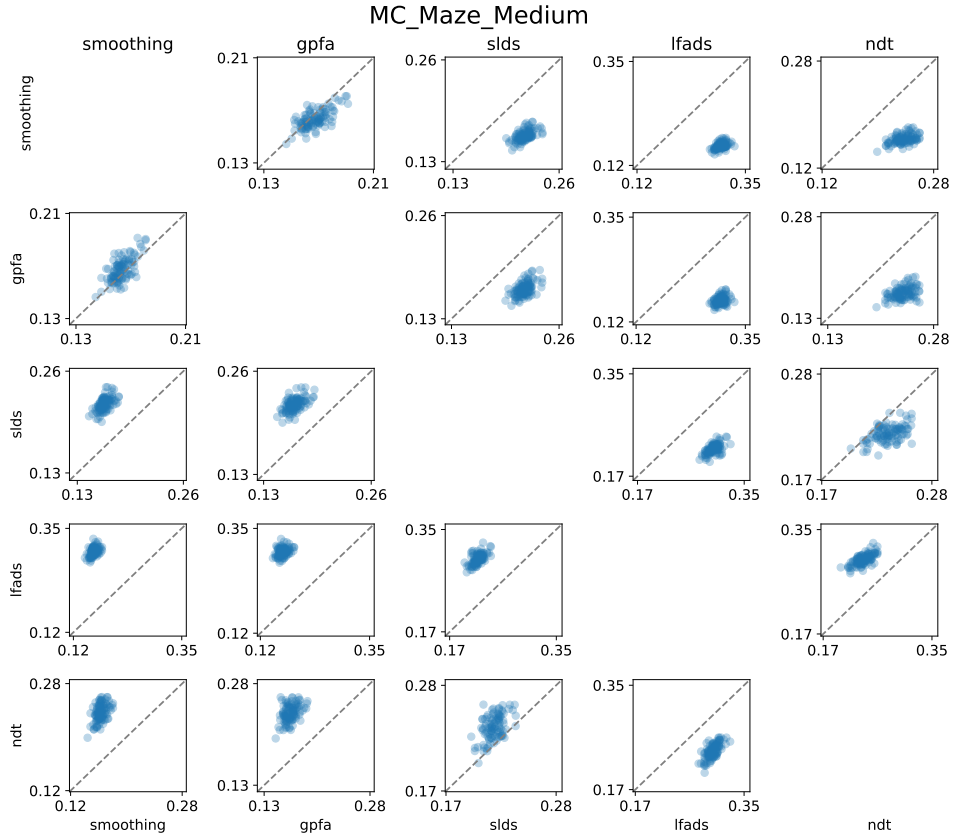 MC_Maze_Medium
smoothing gpfa slds lfads ndt
smoothing
0.21 0.26 0.35 0.28
0.13 0.13 0.12 0.12
0.13 0.21 0.13 0.26 0.12 0.35 0.12 0.28
gpfa
0.21 0.26 0.35 0.28
0.13 0.13 0.12 0.13
0.13 0.21 0.13 0.26 0.12 0.35 0.13 0.28
slds
0.26 0.26 0.35 0.28
0.13 0.13 0.17 0.17
0.13 0.26 0.13 0.26 0.17 0.35 0.17 0.28
lfads
0.35 0.35 0.35 0.35
0.12 0.12 0.17 0.17
0.12 0.35 0.12 0.35 0.17 0.35 0.17 0.35
ndt
0.28 0.28 0.28 0.35
0.12 0.13 0.17 0.17
0.12 0.28 0.13 0.28 0.17 0.28 0.17 0.35
smoothing gpfa slds lfads ndt